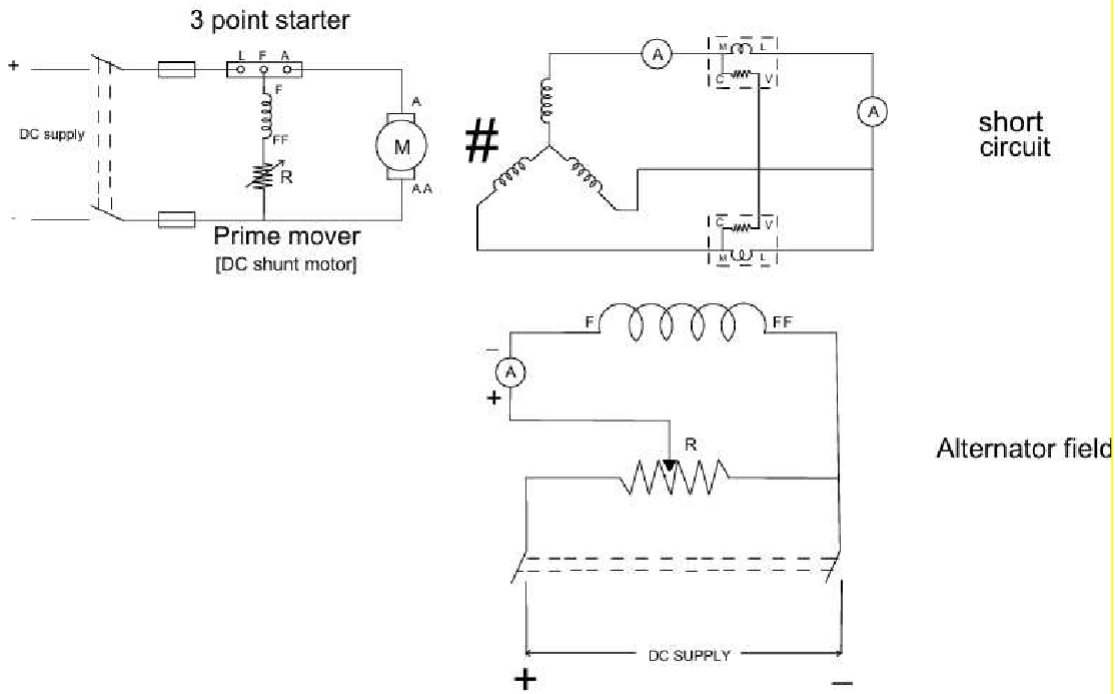 3 point starter
+
L F A
F
A
DC supply
FF
M
R
AA
-
Prime mover
[DC shunt motor]
#
A
M L
C V
A
short
circuit
C V
M L
F FF
–
A
+
R
Alternator field
DC SUPPLY
+ –